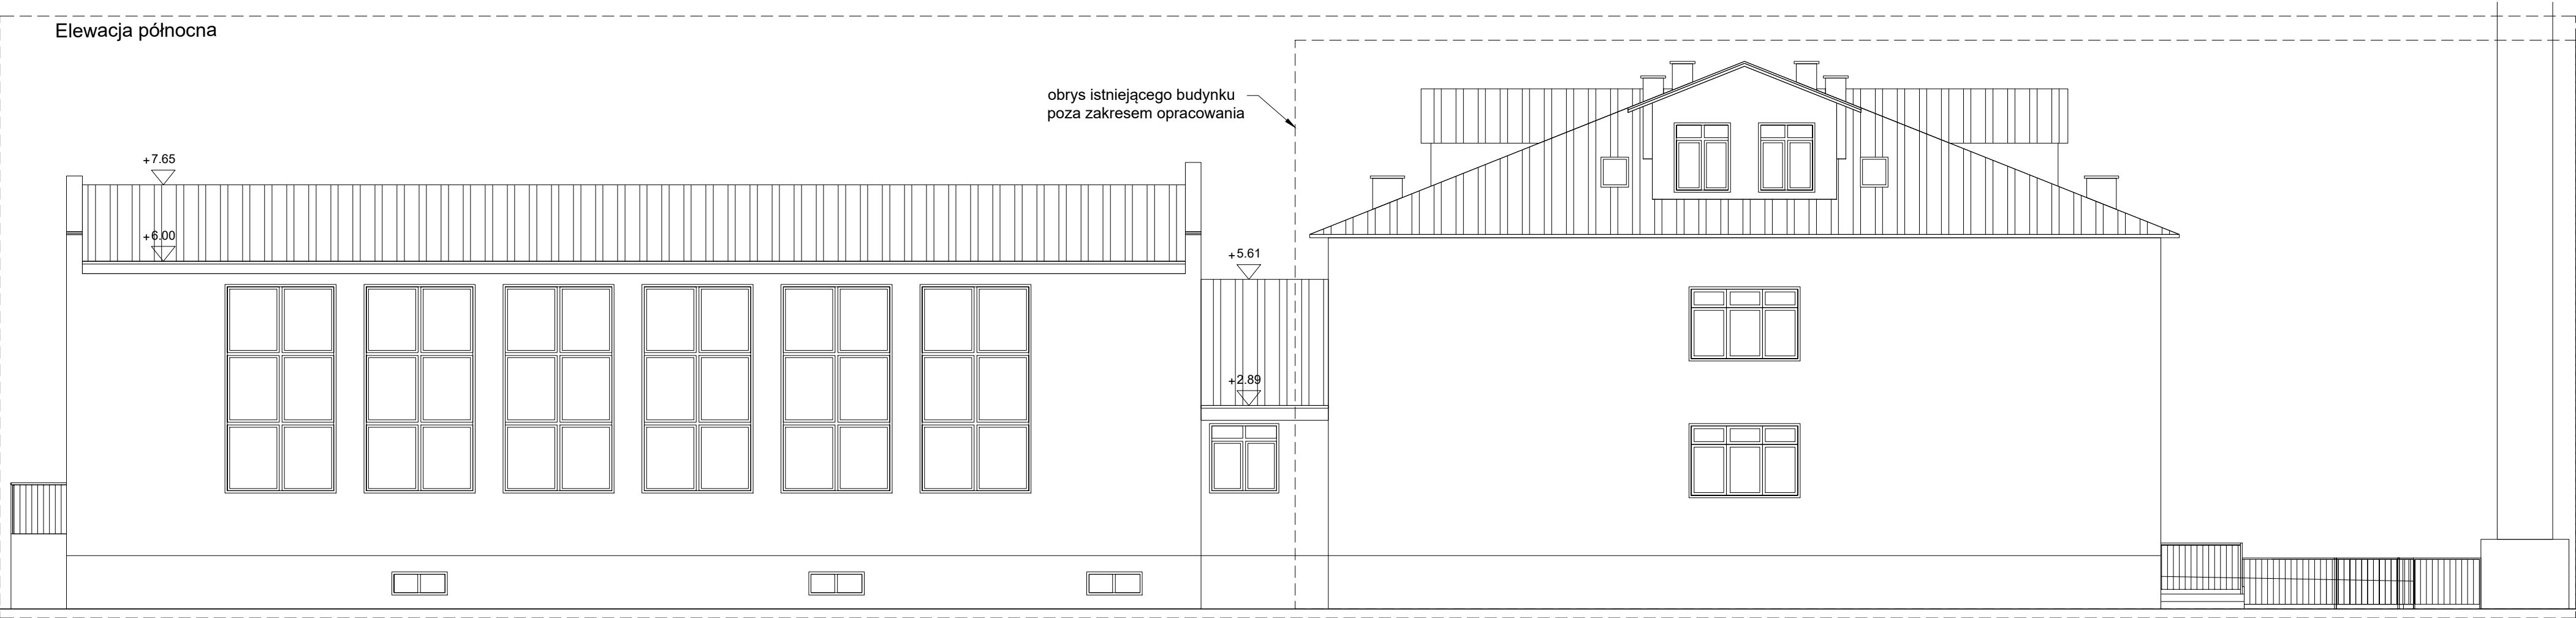 Elewacja północna
obrys istniejącego budynku
poza zakresem opracowania
+7.65
+6.00
+5.61
+2.89